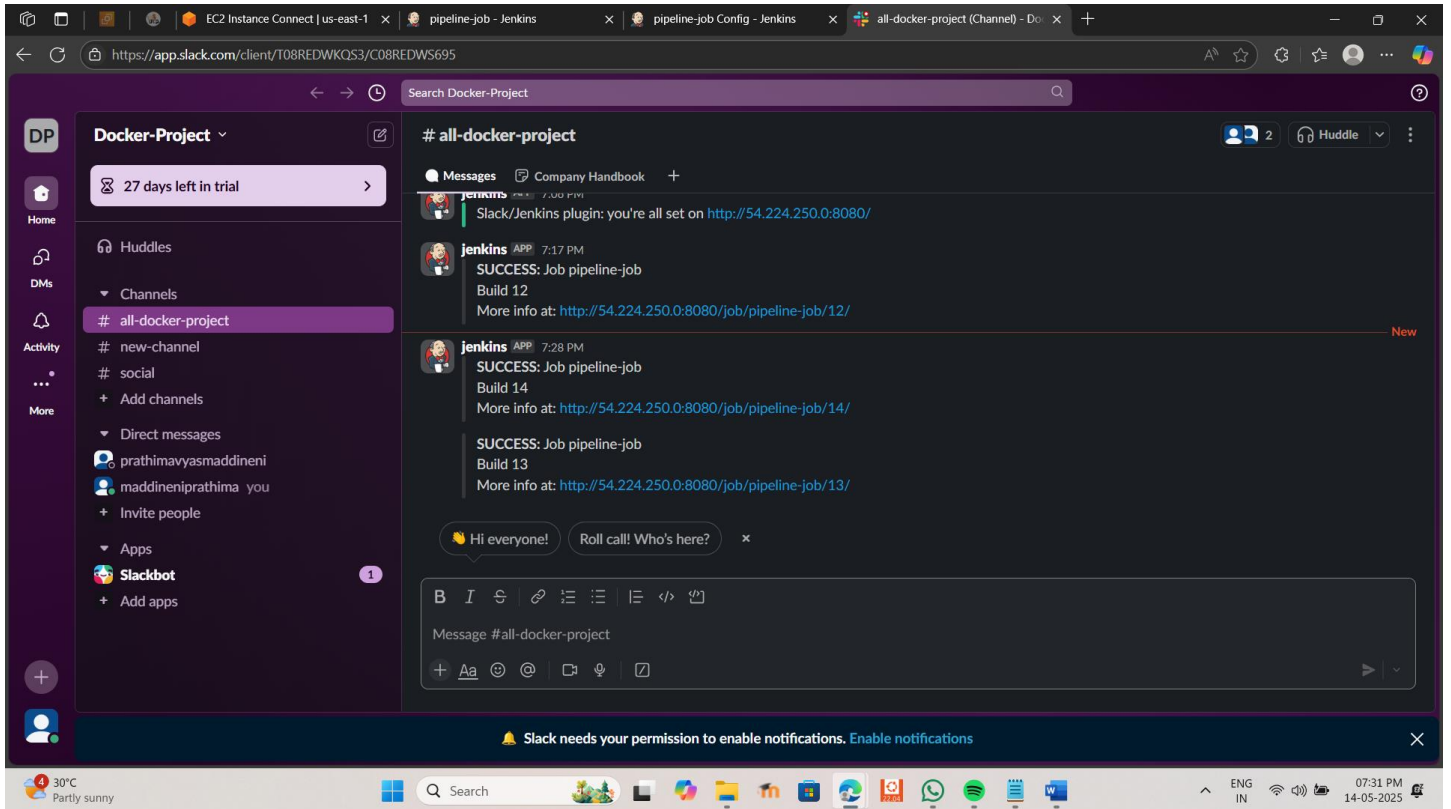 EC2 Instance Connect | us-east-1
pipeline-job - Jenkins
pipeline-job Config - Jenkins
all-docker-project (Channel) - Do
https://app.slack.com/client/T08REDWKQS3/C08REDWS695
Search Docker-Project
DP
Home
DMs
Activity
More
Docker-Project
27 days left in trial
Huddles
Channels
# all-docker-project
# new-channel
# social
+ Add channels
Direct messages
prathimavyasmaddineni
maddineniprathima you
+ Invite people
Apps
Slackbot 1
+ Add apps
# all-docker-project
2
Huddle
Messages Company Handbook +
jenkins APP 7:08 PM
Slack/Jenkins plugin: you're all set on http://54.224.250.0:8080/
jenkins APP 7:17 PM
SUCCESS: Job pipeline-job
Build 12
More info at: http://54.224.250.0:8080/job/pipeline-job/12/
New
jenkins APP 7:28 PM
SUCCESS: Job pipeline-job
Build 14
More info at: http://54.224.250.0:8080/job/pipeline-job/14/
SUCCESS: Job pipeline-job
Build 13
More info at: http://54.224.250.0:8080/job/pipeline-job/13/
Hi everyone!
Roll call! Who's here?
B I S
Message #all-docker-project
+ Aa @
Slack needs your permission to enable notifications. Enable notifications
4
30°C
Partly sunny
Search
22.04
ENG
IN
07:31 PM
14-05-2025